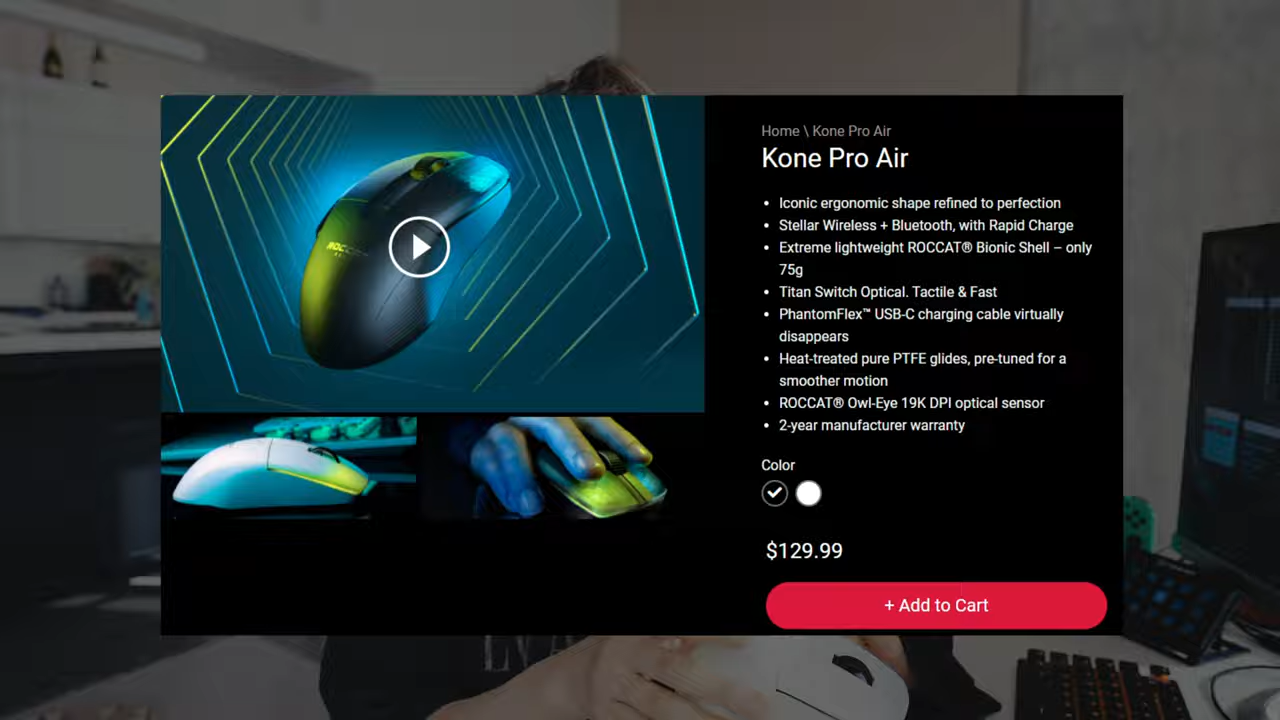 Home \ Kone Pro Air
Kone Pro Air
• Iconic ergonomic shape refined to perfection
• Stellar Wireless + Bluetooth, with Rapid Charge
• Extreme lightweight ROCCAT® Bionic Shell – only
75g
• Titan Switch Optical. Tactile & Fast
• PhantomFlex™ USB-C charging cable virtually
disappears
• Heat-treated pure PTFE glides, pre-tuned for a
smoother motion
• ROCCAT® Owl-Eye 19K DPI optical sensor
• 2-year manufacturer warranty
Color
$129.99
+ Add to Cart